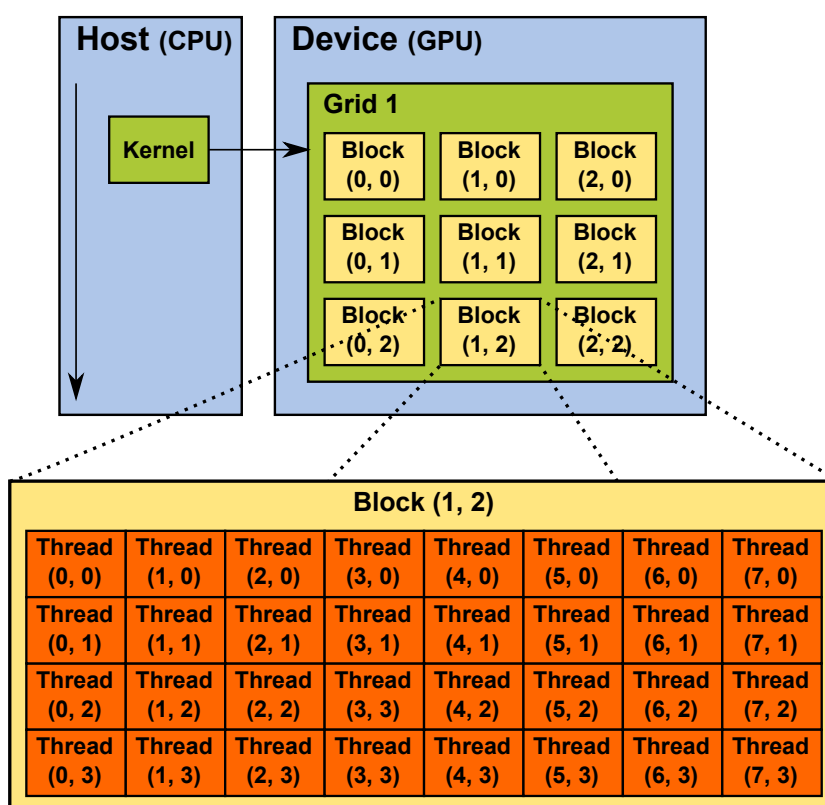 Host (CPU)
Device (GPU)
Grid 1
Kernel
Block Block Block
(0, 0) (1, 0) (2, 0)
Block Block Block
(0, 1) (1, 1) (2, 1)
Block Block Block
(0, 2) (1, 2) (2, 2)
Block (1, 2)
Thread Thread Thread Thread Thread Thread Thread Thread
(0, 0) (1, 0) (2, 0) (3, 0) (4, 0) (5, 0) (6, 0) (7, 0)
Thread Thread Thread Thread Thread Thread Thread Thread
(0, 1) (1, 1) (2, 1) (3, 1) (4, 1) (5, 1) (6, 1) (7, 1)
Thread Thread Thread Thread Thread Thread Thread Thread
(0, 2) (1, 2) (2, 2) (3, 3) (4, 2) (5, 2) (6, 2) (7, 2)
Thread Thread Thread Thread Thread Thread Thread Thread
(0, 3) (1, 3) (2, 3) (3, 3) (4, 3) (5, 3) (6, 3) (7, 3)